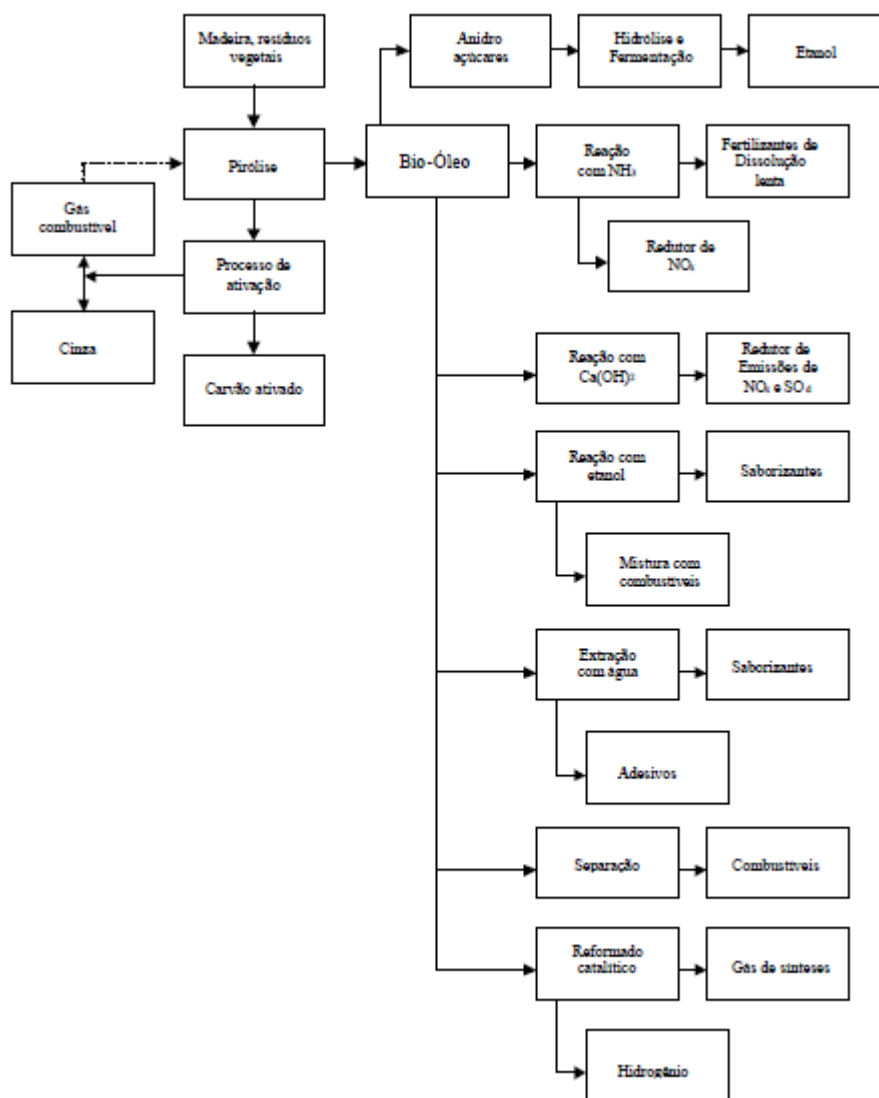 Madeira, resíduos
vegetais
Anidro
açúcares
Hidrólise e
Fermentação
Etanol
Pirólise
Bio-Óleo
Reação
com NH₃
Fertilizantes de
Dissolução
lenta
Gás
combustível
Redutor de
NOₓ
Processo de
ativação
Cinza
Reação com
Ca(OH)²
Redutor de
Emissões de
NOₓ e SO₄
Carvão ativado
Reação com
etanol
Saborizantes
Mistura com
combustíveis
Extração
com água
Saborizantes
Adesivos
Separação
Combustíveis
Reformado
catalítico
Gás de sínteses
Hidrogênio